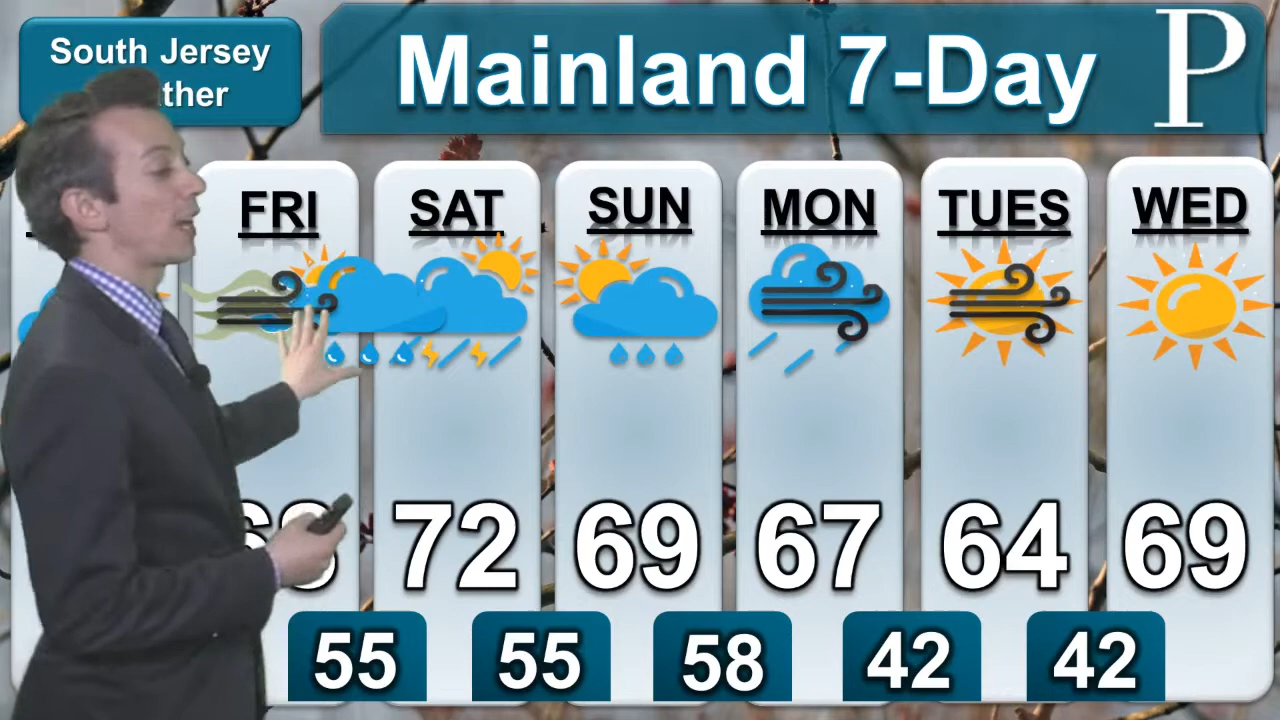 South Jersey
Mainland 7-Day
P
FRI
SAT
SUN
MON
TUES
WED
72
69
67
64
69
55
55
58
42
42